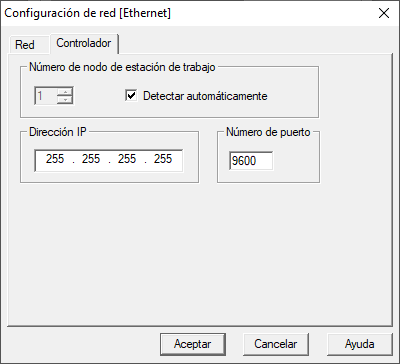 Configuración de red [Ethernet]
Red
Controlador
Número de nodo de estación de trabajo
1
Detectar automáticamente
Dirección IP
Número de puerto
255 . 255 . 255 . 255
9600
Aceptar
Cancelar
Ayuda